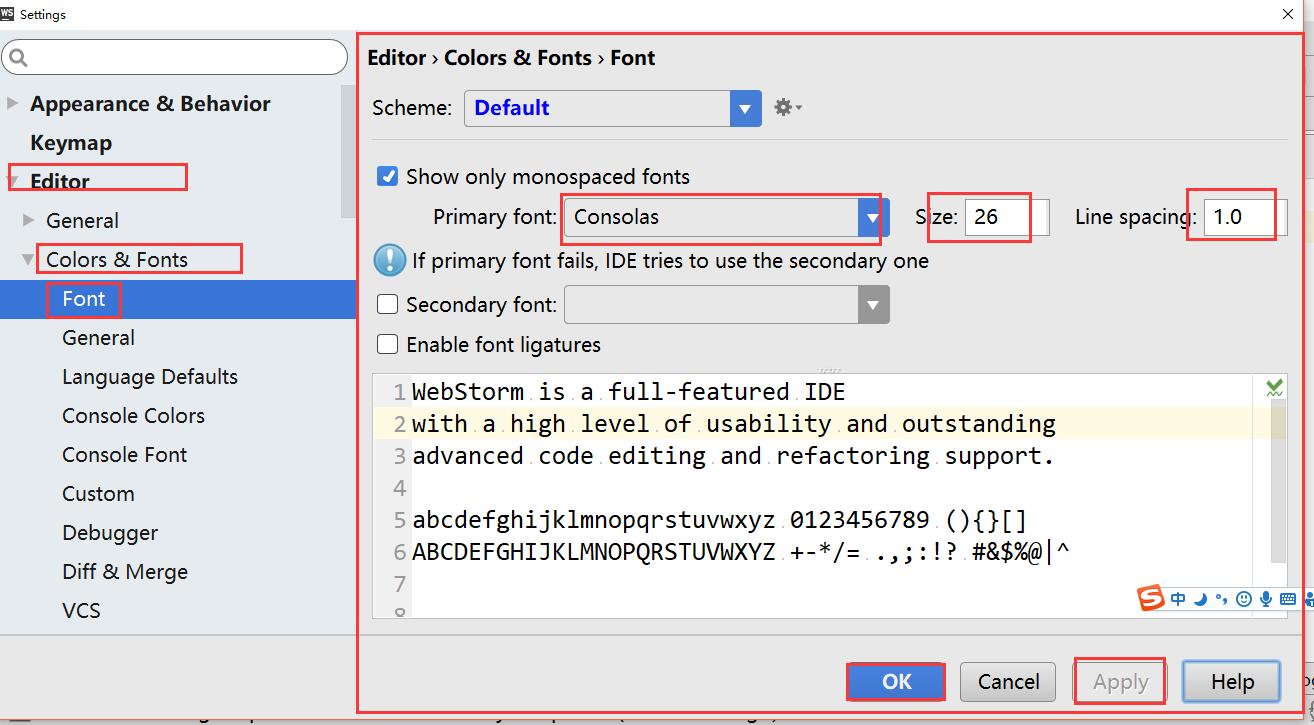 WS Settings
Appearance & Behavior
Keymap
Editor
General
Colors & Fonts
Font
General
Language Defaults
Console Colors
Console Font
Custom
Debugger
Diff & Merge
VCS
Editor › Colors & Fonts › Font
Scheme: Default
Show only monospaced fonts
Primary font: Consolas Size: 26 Line spacing: 1.0
If primary font fails, IDE tries to use the secondary one
Secondary font:
Enable font ligatures
1 WebStorm is a full-featured IDE
2 with a high level of usability and outstanding
3 advanced code editing and refactoring support.
4
5 abcdefghijklmnopqrstuvwxyz 0123456789 (){}[]
6 ABCDEFGHIJKLMNOPQRSTUVWXYZ +-*/= .,;:!? #&$%@|^
7
8
S 中
OK Cancel Apply Help